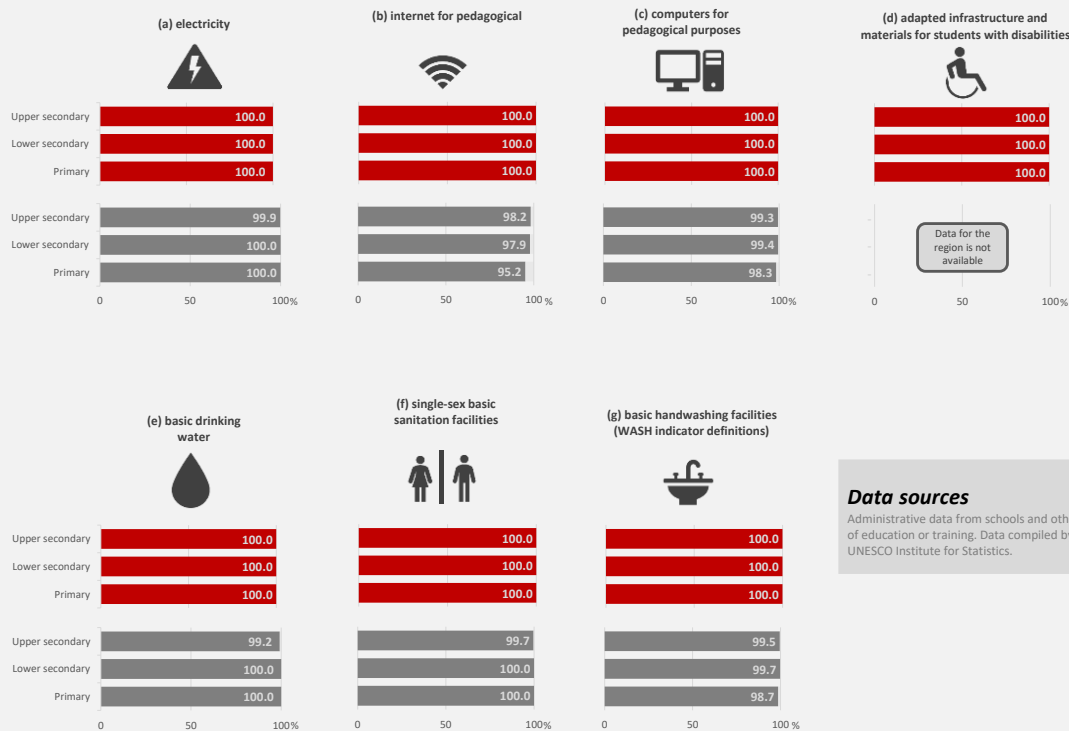 (a) electricity
(b) internet for pedagogical
(c) computers for
pedagogical purposes
(d) adapted infrastructure and
materials for students with disabilities
Upper secondary 100.0 100.0 100.0 100.0
Lower secondary 100.0 100.0 100.0 100.0
Primary 100.0 100.0 100.0 100.0
Upper secondary 99.9 98.2 99.3
Lower secondary 100.0 97.9 99.4
Primary 100.0 95.2 98.3
Data for the
region is not
available
0 50 100% 0 50 100% 0 50 100% 0 50 100%
(e) basic drinking
water
(f) single-sex basic
sanitation facilities
(g) basic handwashing facilities
(WASH indicator definitions)
Upper secondary 100.0 100.0 100.0
Lower secondary 100.0 100.0 100.0
Primary 100.0 100.0 100.0
Upper secondary 99.2 99.7 99.5
Lower secondary 100.0 100.0 99.7
Primary 100.0 100.0 98.7
0 50 100% 0 50 100% 0 50 100%
Data sources
Administrative data from schools and oth
of education or training. Data compiled by
UNESCO Institute for Statistics.